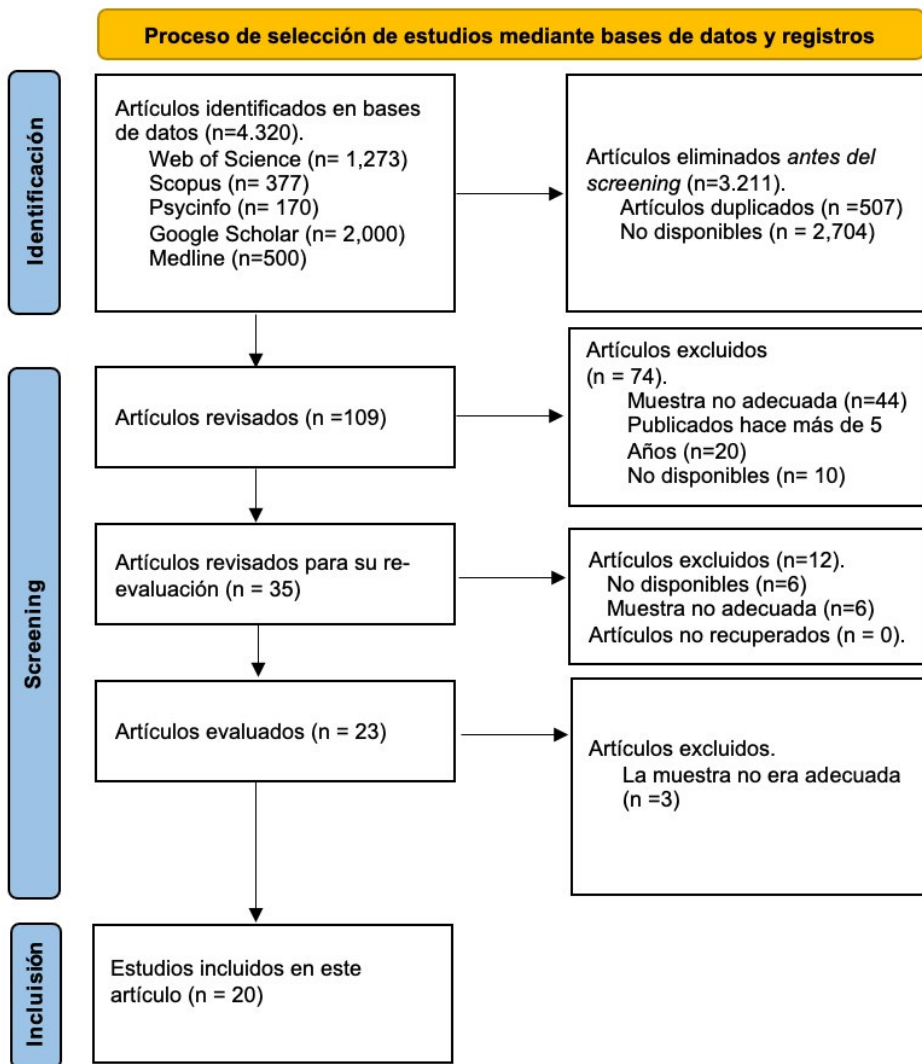 Proceso de selección de estudios mediante bases de datos y registros
Identificación
Artículos identificados en bases
de datos (n=4.320).
Web of Science (n= 1,273)
Scopus (n= 377)
Psycinfo (n= 170)
Google Scholar (n= 2,000)
Medline (n=500)
Artículos eliminados antes del
screening (n=3.211).
Artículos duplicados (n =507)
No disponibles (n = 2,704)
Screening
Artículos revisados (n =109)
Artículos excluidos
(n = 74).
Muestra no adecuada (n=44)
Publicados hace más de 5
Años (n=20)
No disponibles (n= 10)
Artículos revisados para su re-
evaluación (n = 35)
Artículos excluidos (n=12).
No disponibles (n=6)
Muestra no adecuada (n=6)
Artículos no recuperados (n = 0).
Artículos evaluados (n = 23)
Artículos excluidos.
La muestra no era adecuada
(n =3)
Incluisión
Estudios incluidos en este
artículo (n = 20)